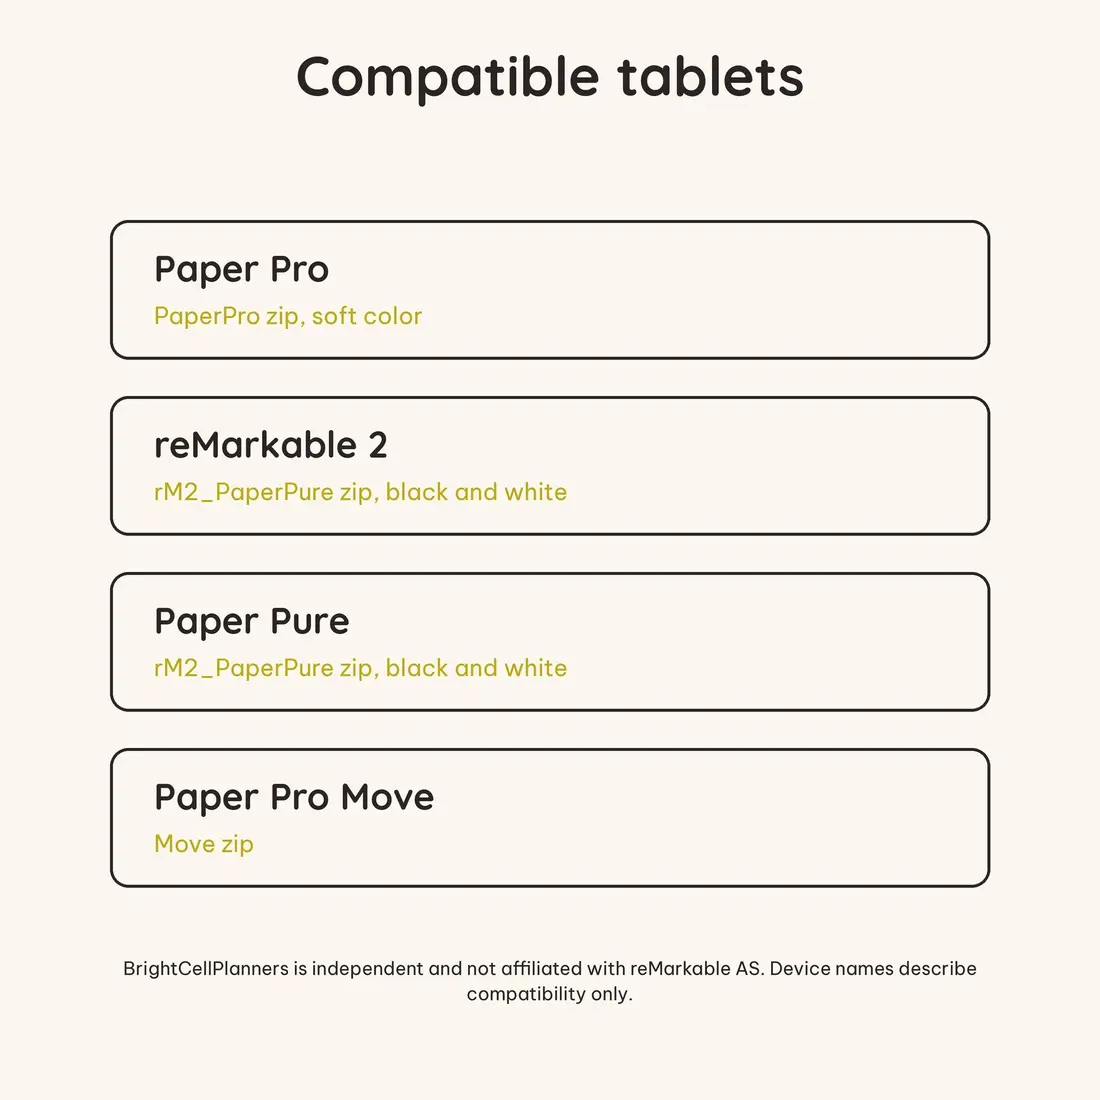 Compatible tablets
Paper Pro
PaperPro zip, soft color
reMarkable 2
rM2_PaperPure zip, black and white
Paper Pure
rM2_PaperPure zip, black and white
Paper Pro Move
Move zip
BrightCellPlanners is independent and not affiliated with reMarkable AS. Device names describe
compatibility only.